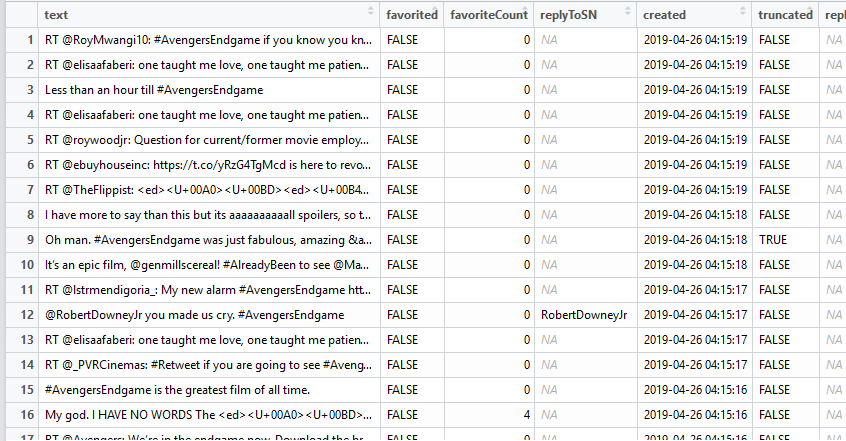 text favorited favoriteCount replyToSN created truncated repl
1 RT @RoyMwangi10: #AvengersEndgame if you know you kn... FALSE 0 NA 2019-04-26 04:15:19 FALSE NA
2 RT @elisaafaberi: one taught me love, one taught me patien... FALSE 0 NA 2019-04-26 04:15:19 FALSE NA
3 Less than an hour till #AvengersEndgame FALSE 0 NA 2019-04-26 04:15:19 FALSE NA
4 RT @elisaafaberi: one taught me love, one taught me patien... FALSE 0 NA 2019-04-26 04:15:19 FALSE NA
5 RT @roywoodjr: Question for current/former movie employ... FALSE 0 NA 2019-04-26 04:15:19 FALSE NA
6 RT @ebuyhouseinc: https://t.co/yRzG4TgMcd is here to revo... FALSE 0 NA 2019-04-26 04:15:19 FALSE NA
7 RT @TheFlippist: <ed><U+00A0><U+00BD><ed><U+00B4... FALSE 0 NA 2019-04-26 04:15:19 FALSE NA
8 I have more to say than this but its aaaaaaaaaall spoilers, so t... FALSE 0 NA 2019-04-26 04:15:18 FALSE NA
9 Oh man. #AvengersEndgame was just fabulous, amazing &a... FALSE 0 NA 2019-04-26 04:15:18 TRUE NA
10 It's an epic film, @genmillscereal! #AlreadyBeen to see @Ma... FALSE 0 NA 2019-04-26 04:15:18 FALSE NA
11 RT @lstrmendigoria_: My new alarm #AvengersEndgame htt... FALSE 0 NA 2019-04-26 04:15:17 FALSE NA
12 @RobertDowneyJr you made us cry. #AvengersEndgame FALSE 0 RobertDowneyJr 2019-04-26 04:15:17 FALSE NA
13 RT @elisaafaberi: one taught me love, one taught me patien... FALSE 0 NA 2019-04-26 04:15:17 FALSE NA
14 RT @_PVRCinemas: #Retweet if you are going to see #Aveng... FALSE 0 NA 2019-04-26 04:15:17 FALSE NA
15 #AvengersEndgame is the greatest film of all time. FALSE 0 NA 2019-04-26 04:15:16 FALSE NA
16 My god. I HAVE NO WORDS The <ed><U+00A0><U+00BD>... FALSE 4 NA 2019-04-26 04:15:16 FALSE NA
17 RT @Avengers: We're in the endgame now. Download the br... FALSE 0 NA 2019-04-26 04:15:16 FALSE NA